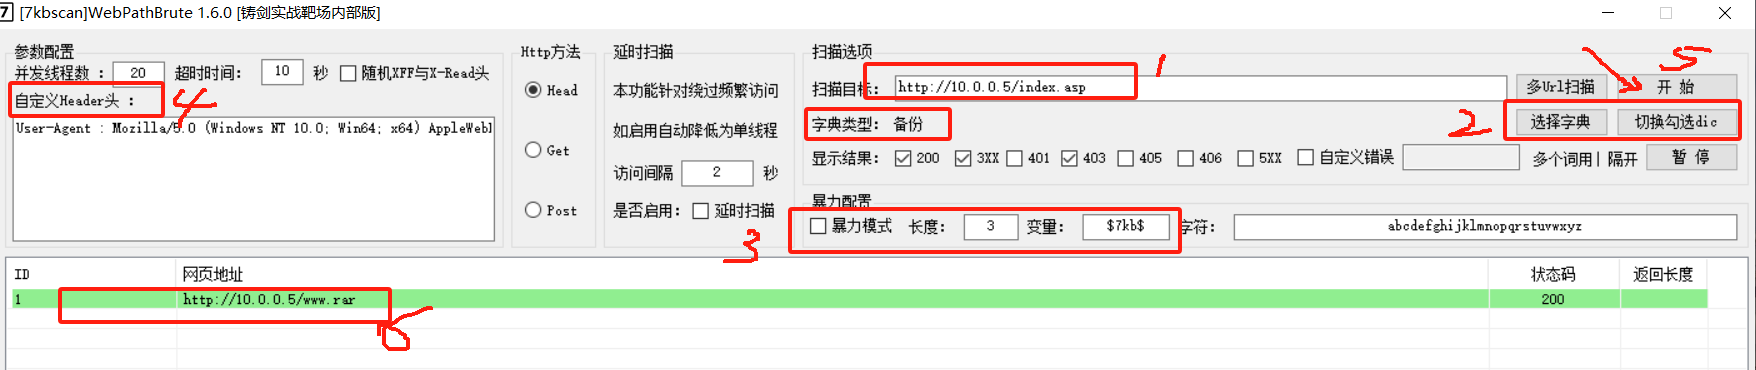 7 [7kbscan]WebPathBrute 1.6.0 [铸剑实战靶场内部版]
参数配置
并发线程数 : 20 超时时间: 10 秒 随机XFF与X-Read头
自定义Header头 : 4
User-Agent : Mozilla/5.0 (Windows NT 10.0; Win64; x64) AppleWebl
Http方法
Head
Get
Post
延时扫描
本功能针对绕过频繁访问
如启用自动降低为单线程
访问间隔 2 秒
是否启用: 延时扫描
扫描选项
扫描目标: http://10.0.0.5/index.asp 1 多Url扫描 开 始 5
字典类型: 备份 2 选择字典 切换勾选dic
显示结果: 200 3XX 401 403 405 406 5XX 自定义错误 多个词用| 隔开 暂 停
暴力配置
3 暴力模式 长度: 3 变量: $7kb$ 字符: abcdefghijklmnopqrstuvwxyz
ID 网页地址 状态码 返回长度
1 http://10.0.0.5/www.rar 200
6